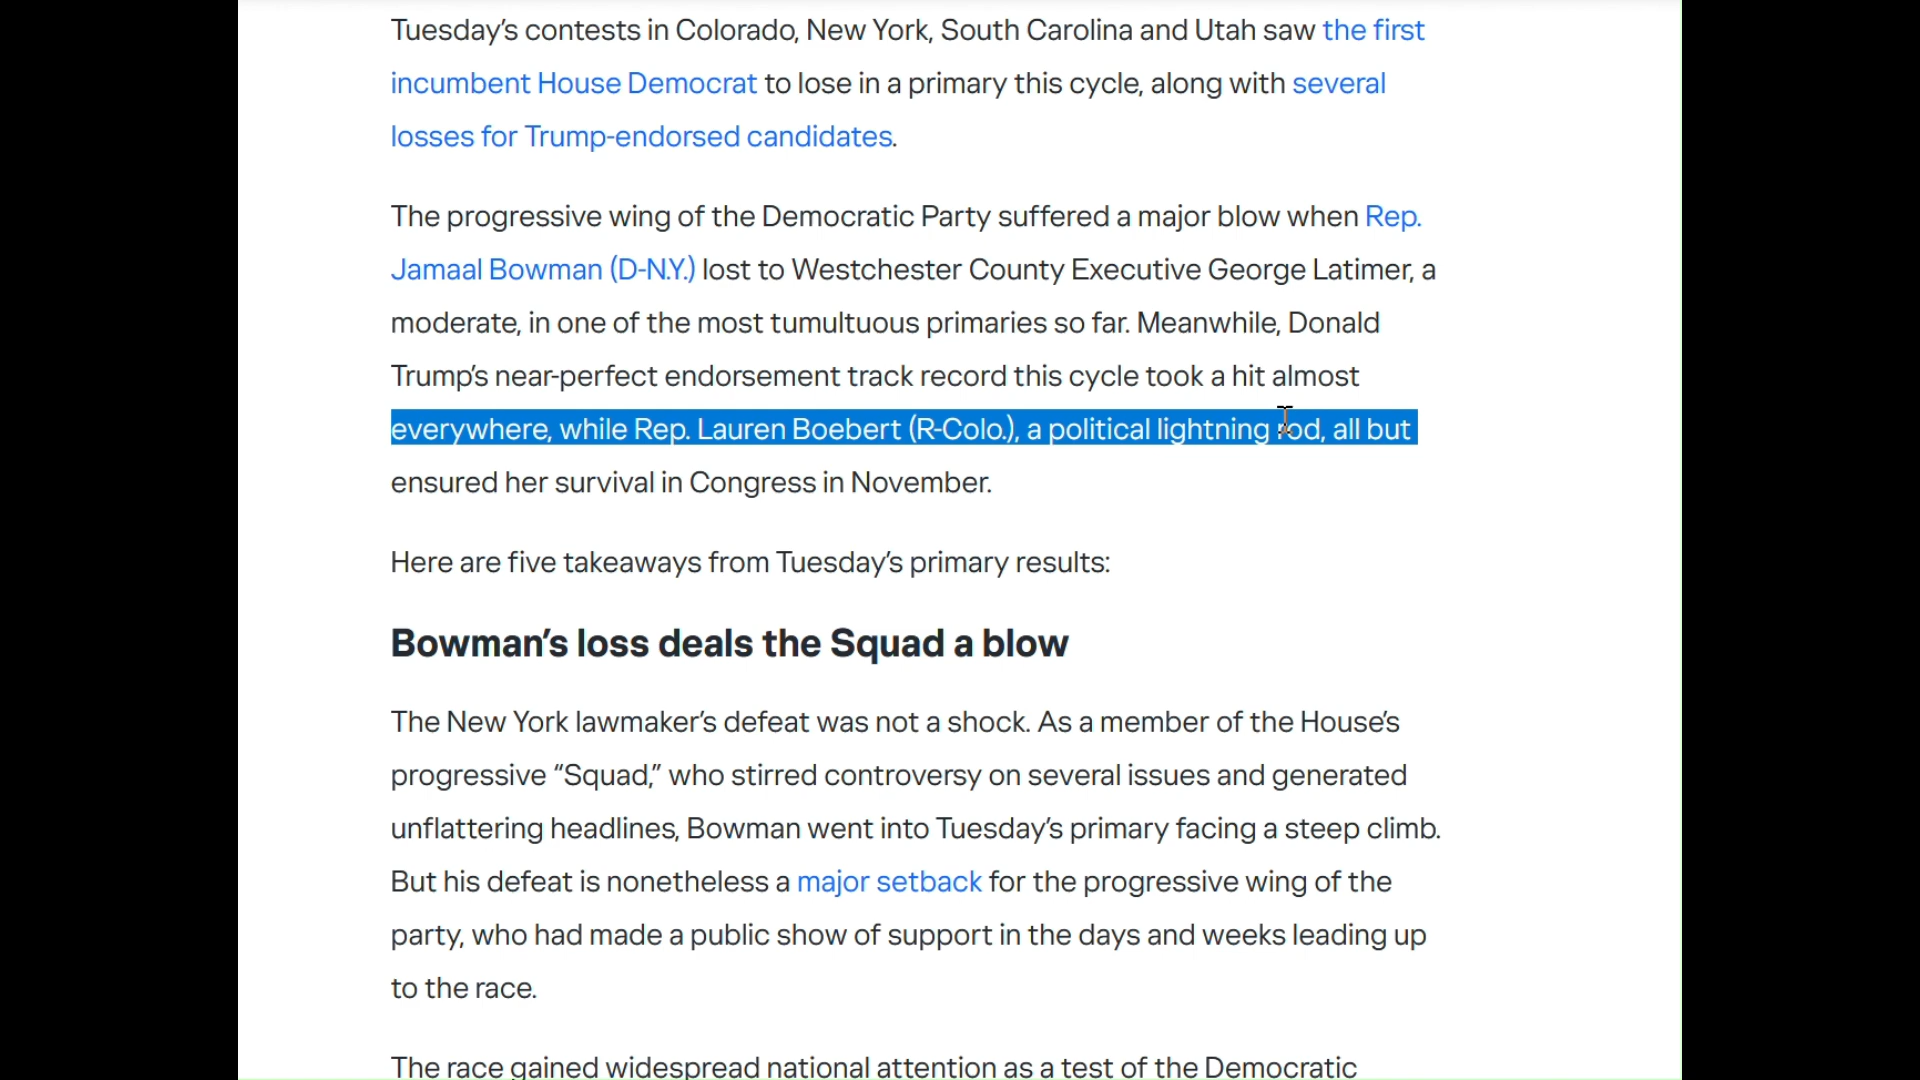 Tuesday’s contests in Colorado, New York, South Carolina and Utah saw the first
incumbent House Democrat to lose in a primary this cycle, along with several
losses for Trump-endorsed candidates.
The progressive wing of the Democratic Party suffered a major blow when Rep.
Jamaal Bowman (D-N.Y.) lost to Westchester County Executive George Latimer, a
moderate, in one of the most tumultuous primaries so far. Meanwhile, Donald
Trump’s near-perfect endorsement track record this cycle took a hit almost
everywhere, while Rep. Lauren Boebert (R-Colo.), a political lightning rod, all but
ensured her survival in Congress in November.
Here are five takeaways from Tuesday’s primary results:
Bowman’s loss deals the Squad a blow
The New York lawmaker’s defeat was not a shock. As a member of the House’s
progressive “Squad,” who stirred controversy on several issues and generated
unflattering headlines, Bowman went into Tuesday’s primary facing a steep climb.
But his defeat is nonetheless a major setback for the progressive wing of the
party, who had made a public show of support in the days and weeks leading up
to the race.
The race gained widespread national attention as a test of the Democratic